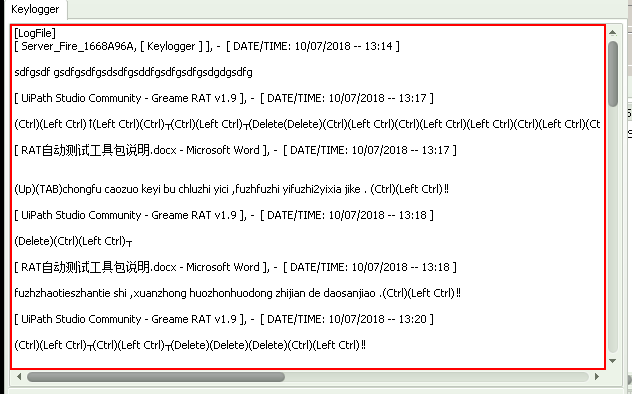 Keylogger
[LogFile]
[ Server_Fire_1668A96A, [ Keylogger ] ], - [ DATE/TIME: 10/07/2018 -- 13:14 ]
sdfgsdf gsdfgsdfgsdsdfgsddfgsdfgsdfgsdgdgsdfg
[ UiPath Studio Community - Greame RAT v1.9 ], - [ DATE/TIME: 10/07/2018 -- 13:17 ]
(Ctrl)(Left Ctrl)↑(Left Ctrl)(Ctrl)┬(Ctrl)(Left Ctrl)┬(Delete(Delete)(Ctrl)(Left Ctrl)(Ctrl)(Left Ctrl)(Left Ctrl)(Ctrl)(Left Ctrl)(Ct
[ RAT自动测试工具包说明.docx - Microsoft Word ], - [ DATE/TIME: 10/07/2018 -- 13:17 ]
(Up)(TAB)chongfu caozuo keyi bu chluzhi yici ,fuzhfuzhi yifuzhi2yixia jike . (Ctrl)(Left Ctrl)‼
[ UiPath Studio Community - Greame RAT v1.9 ], - [ DATE/TIME: 10/07/2018 -- 13:18 ]
(Delete)(Ctrl)(Left Ctrl)┬
[ RAT自动测试工具包说明.docx - Microsoft Word ], - [ DATE/TIME: 10/07/2018 -- 13:18 ]
fuzhzhaotieszhantie shi ,xuanzhong huozhonhuodong zhijian de daosanjiao .(Ctrl)(Left Ctrl)‼
[ UiPath Studio Community - Greame RAT v1.9 ], - [ DATE/TIME: 10/07/2018 -- 13:20 ]
(Ctrl)(Left Ctrl)┬(Ctrl)(Left Ctrl)┬(Delete)(Delete)(Delete)(Ctrl)(Left Ctrl)‼